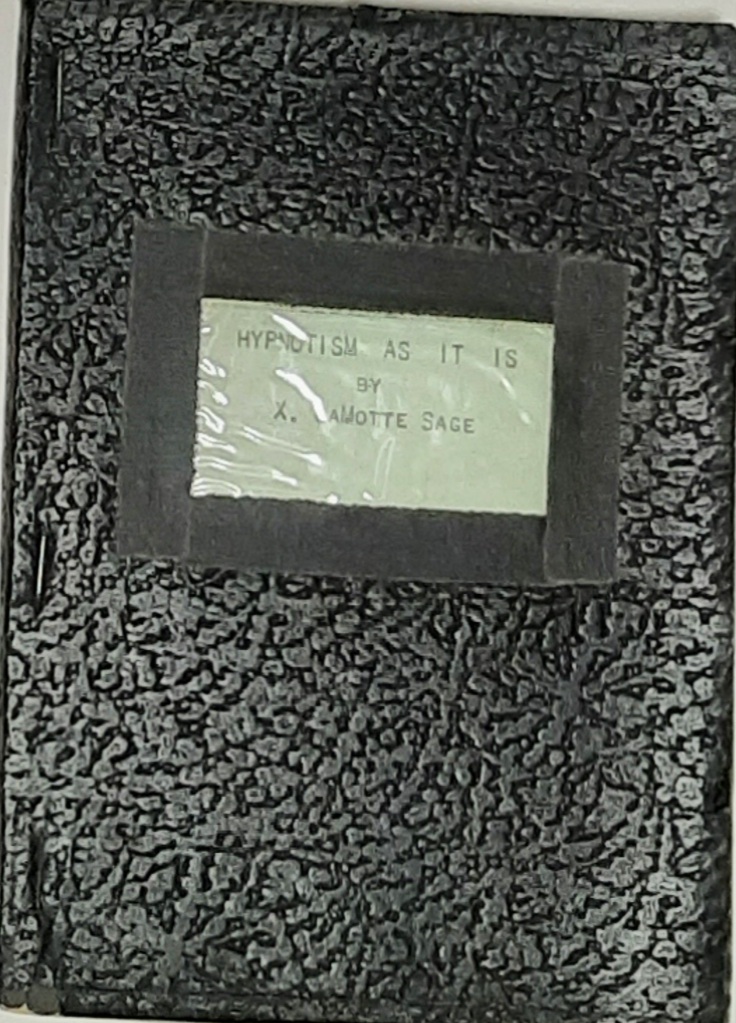 HYPNOTISM AS IT IS
BY
X. LaMOTTE SAGE